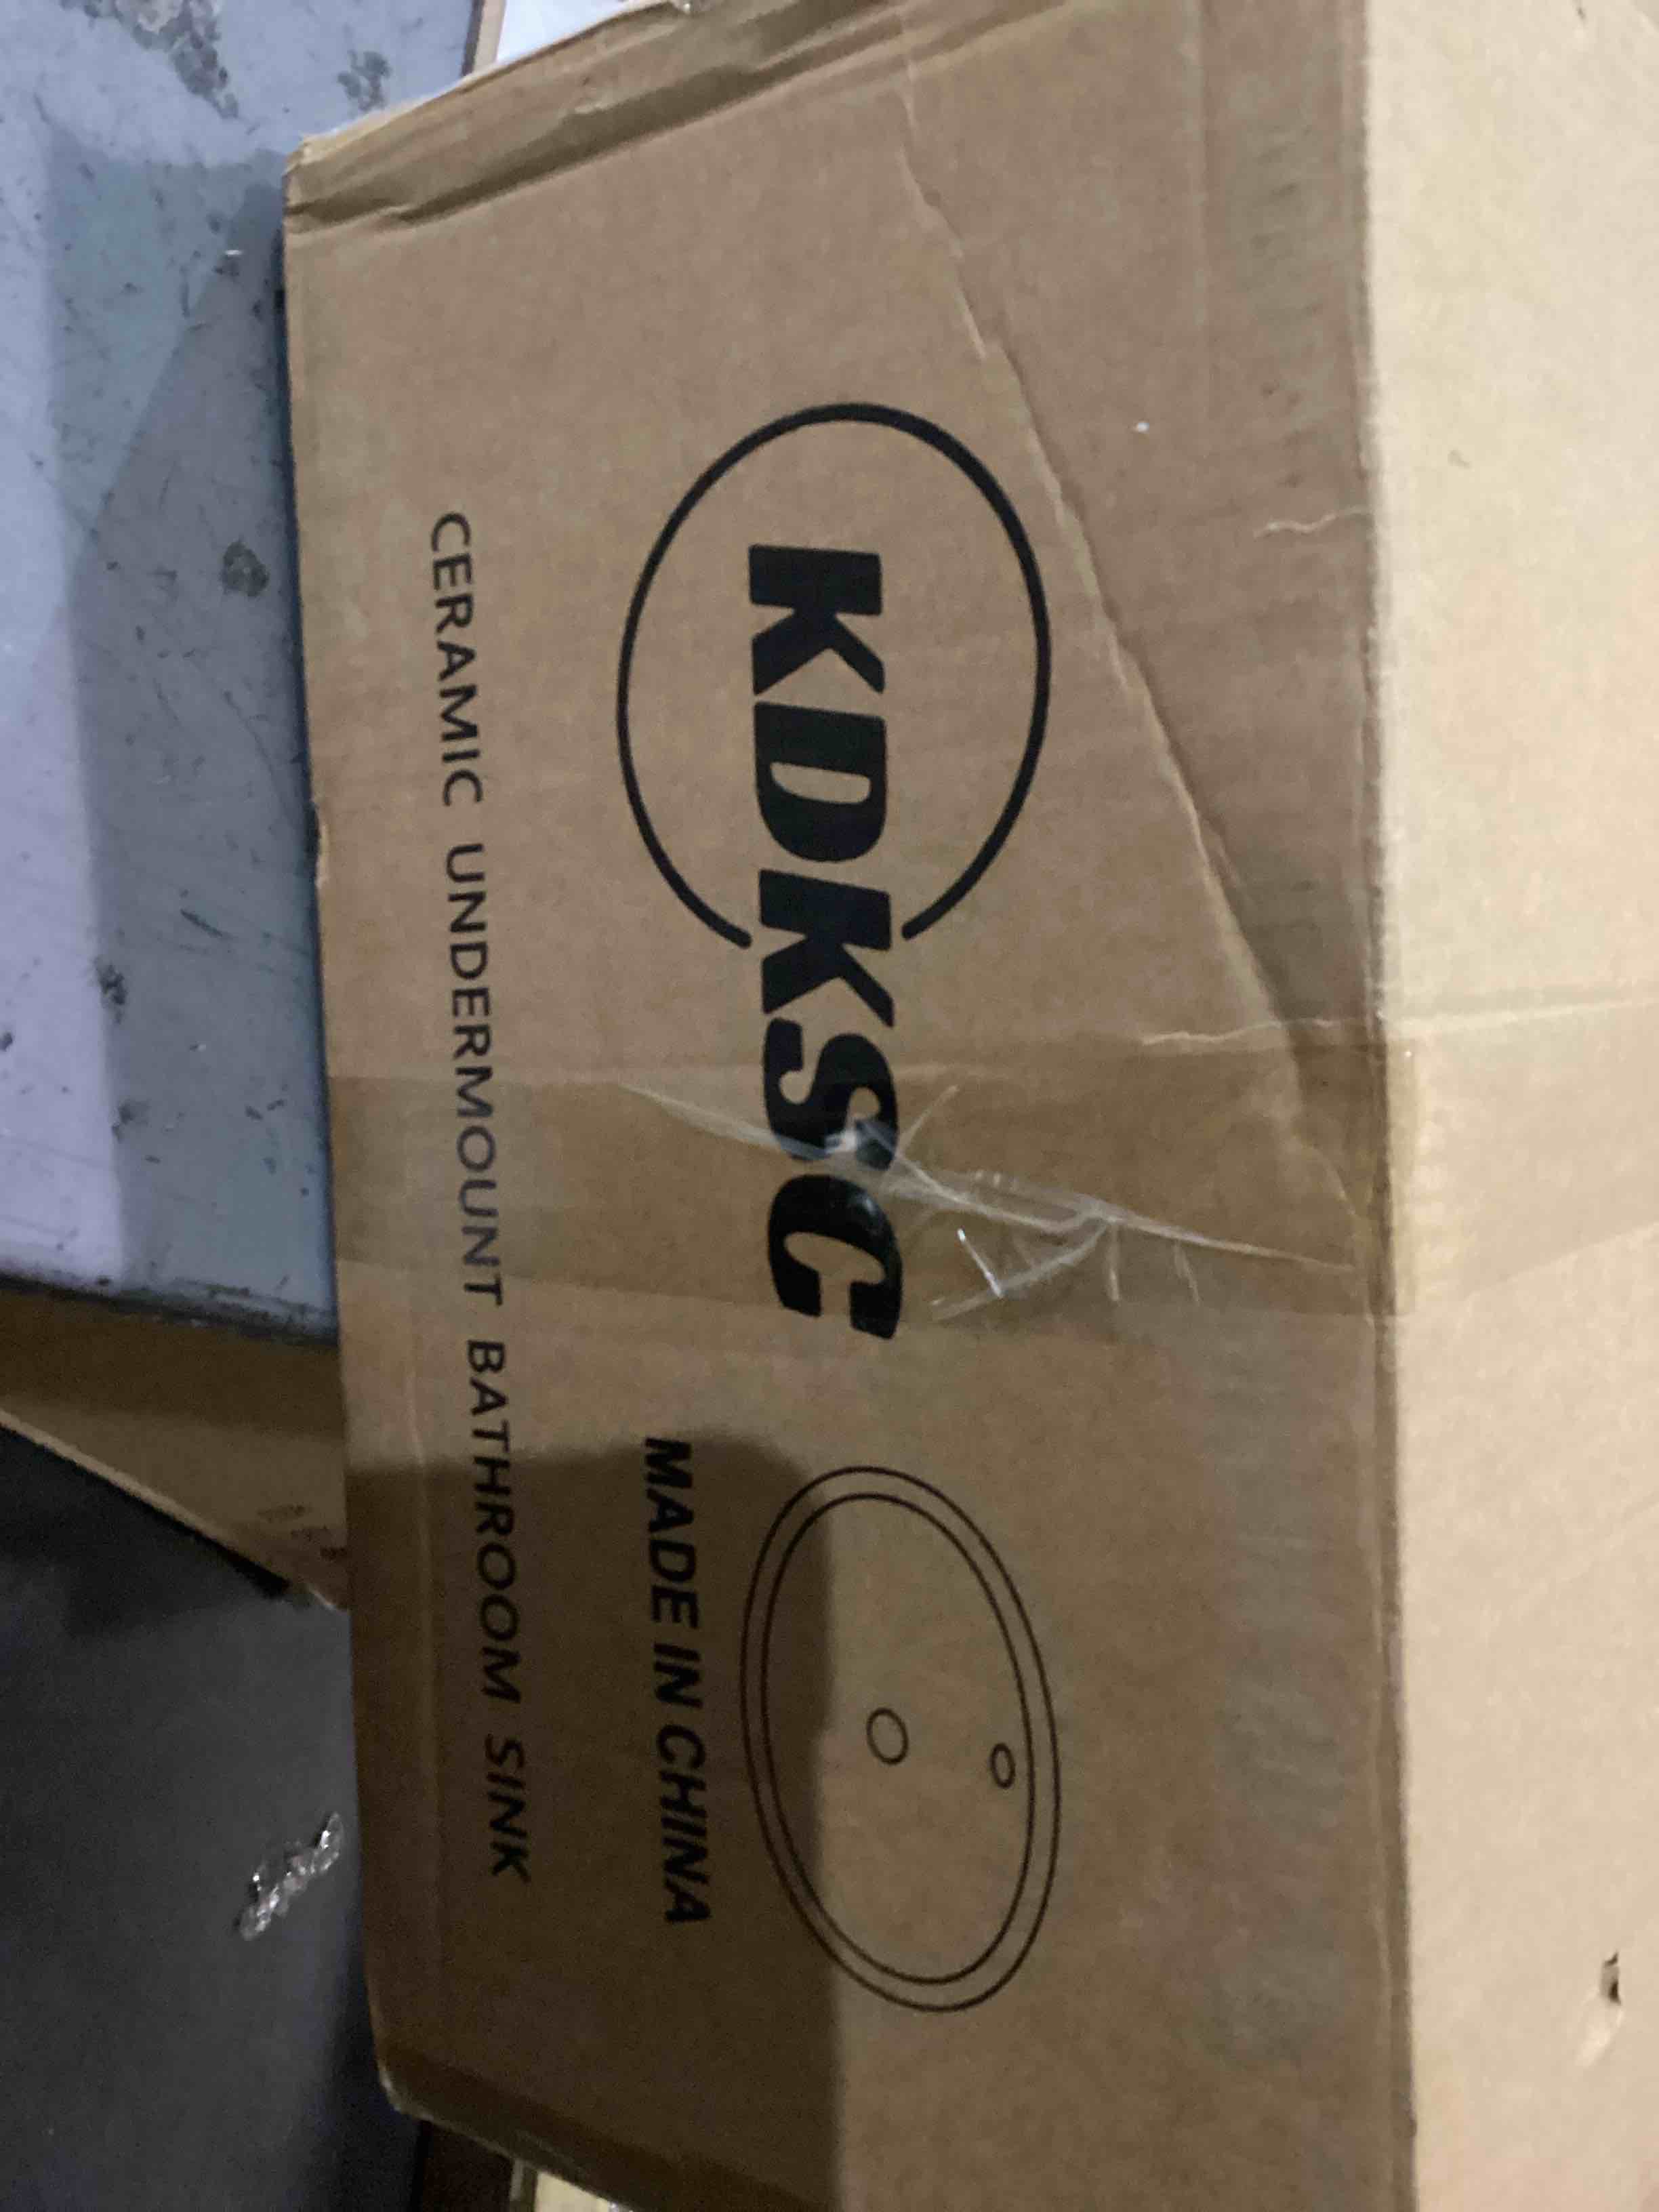 KDKSC
MADE IN CHINA
CERAMIC UNDERMOUNT BATHROOM SINK